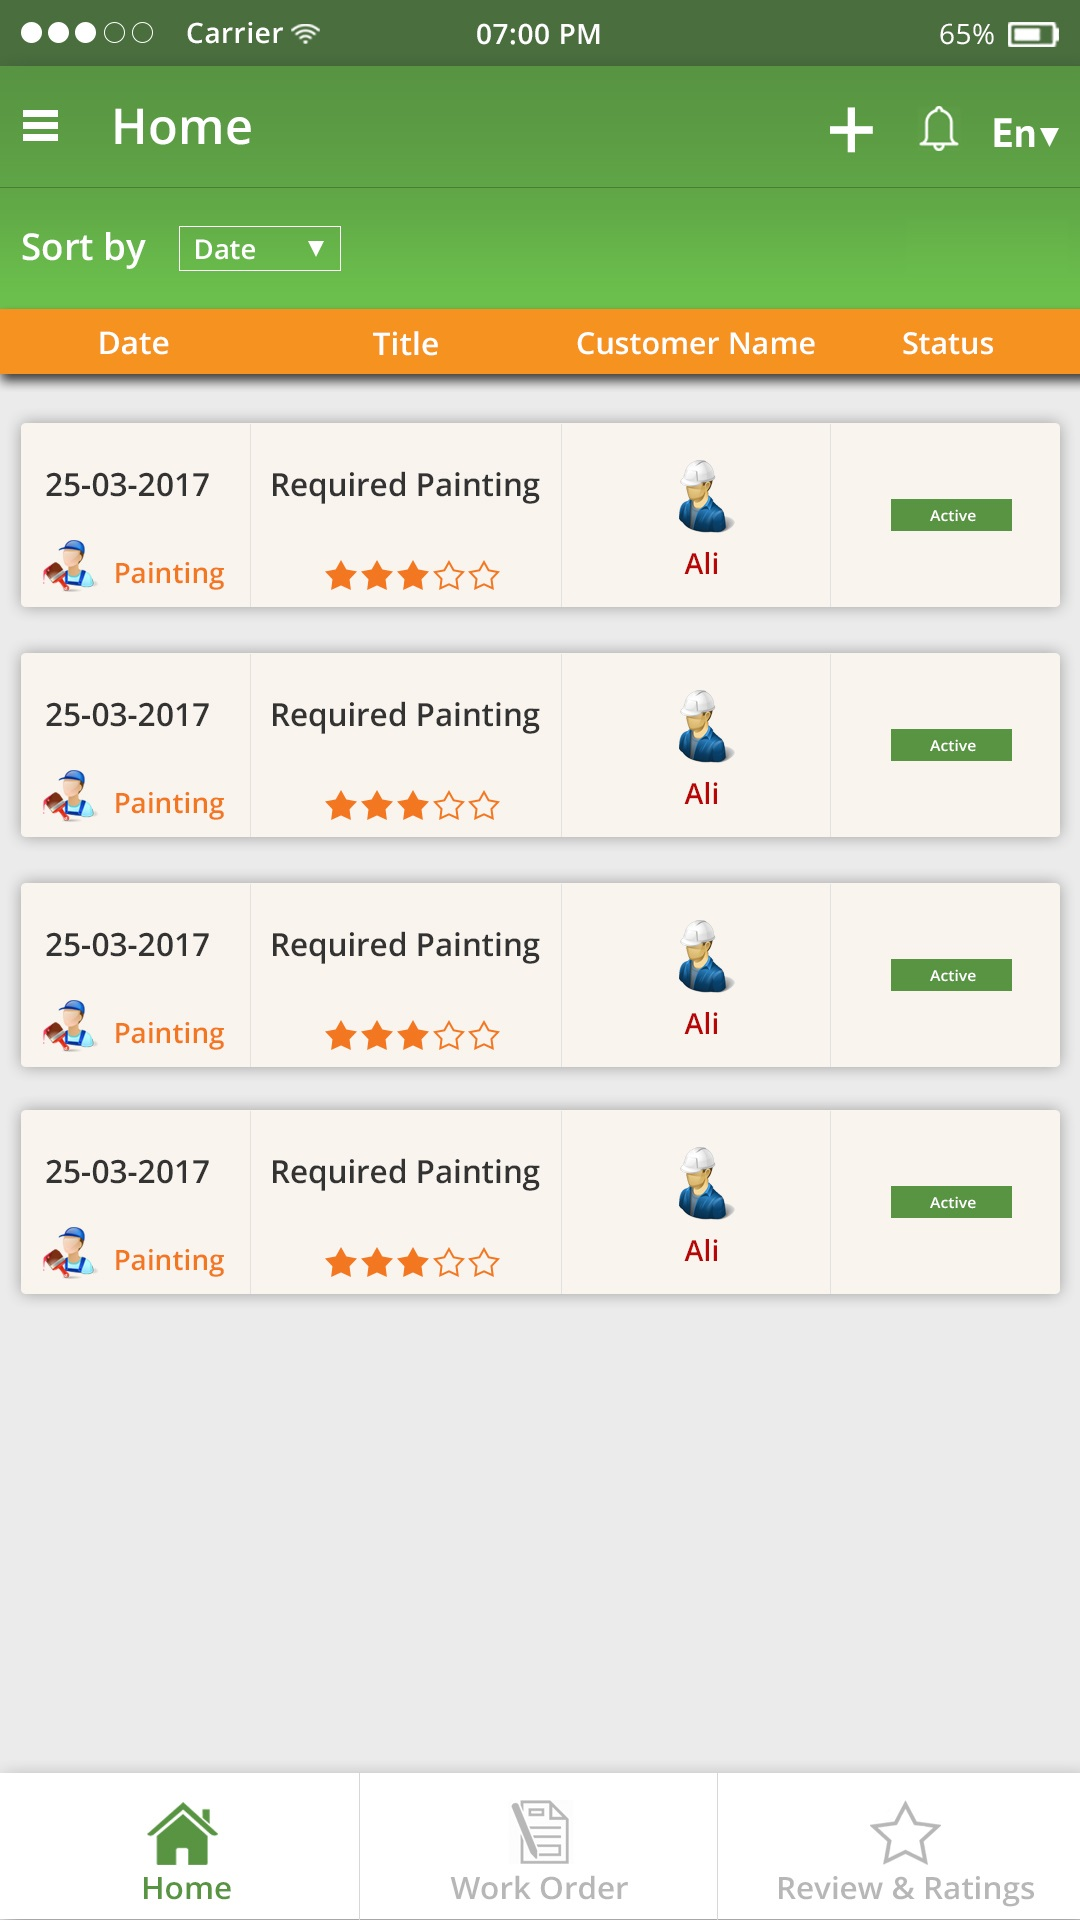 Carrier 07:00 PM 65%
Home En▼
Sort by Date ▼
Date Title Customer Name Status
25-03-2017 Required Painting
Active
Painting Ali
25-03-2017 Required Painting
Active
Painting Ali
25-03-2017 Required Painting
Active
Painting Ali
25-03-2017 Required Painting
Active
Painting Ali
Home Work Order Review & Ratings